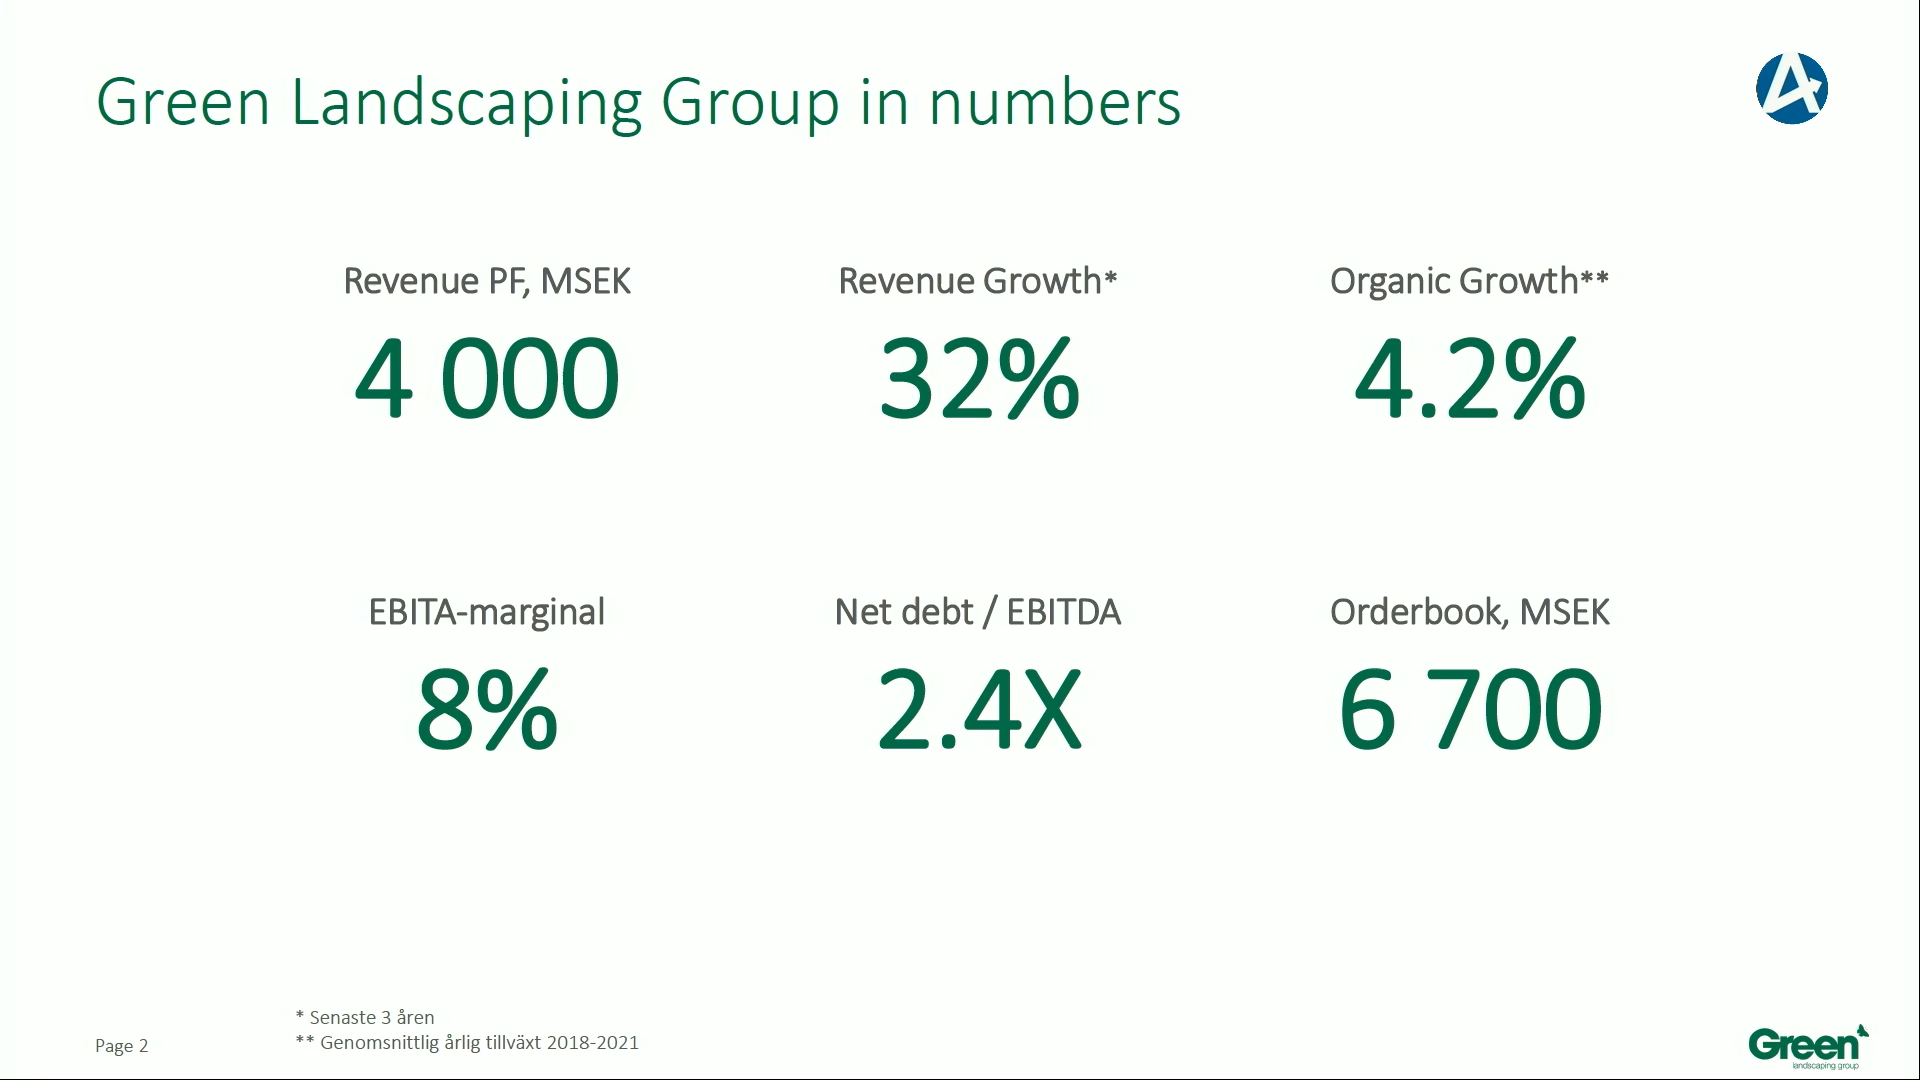 Green Landscaping Group in numbers
Revenue PF, MSEK
4 000
Revenue Growth*
32%
Organic Growth**
4.2%
EBITA-marginal
8%
Net debt / EBITDA
2.4X
Orderbook, MSEK
6 700
* Senaste 3 åren
** Genomsnittlig årlig tillväxt 2018-2021
Page 2
Green
landscaping group